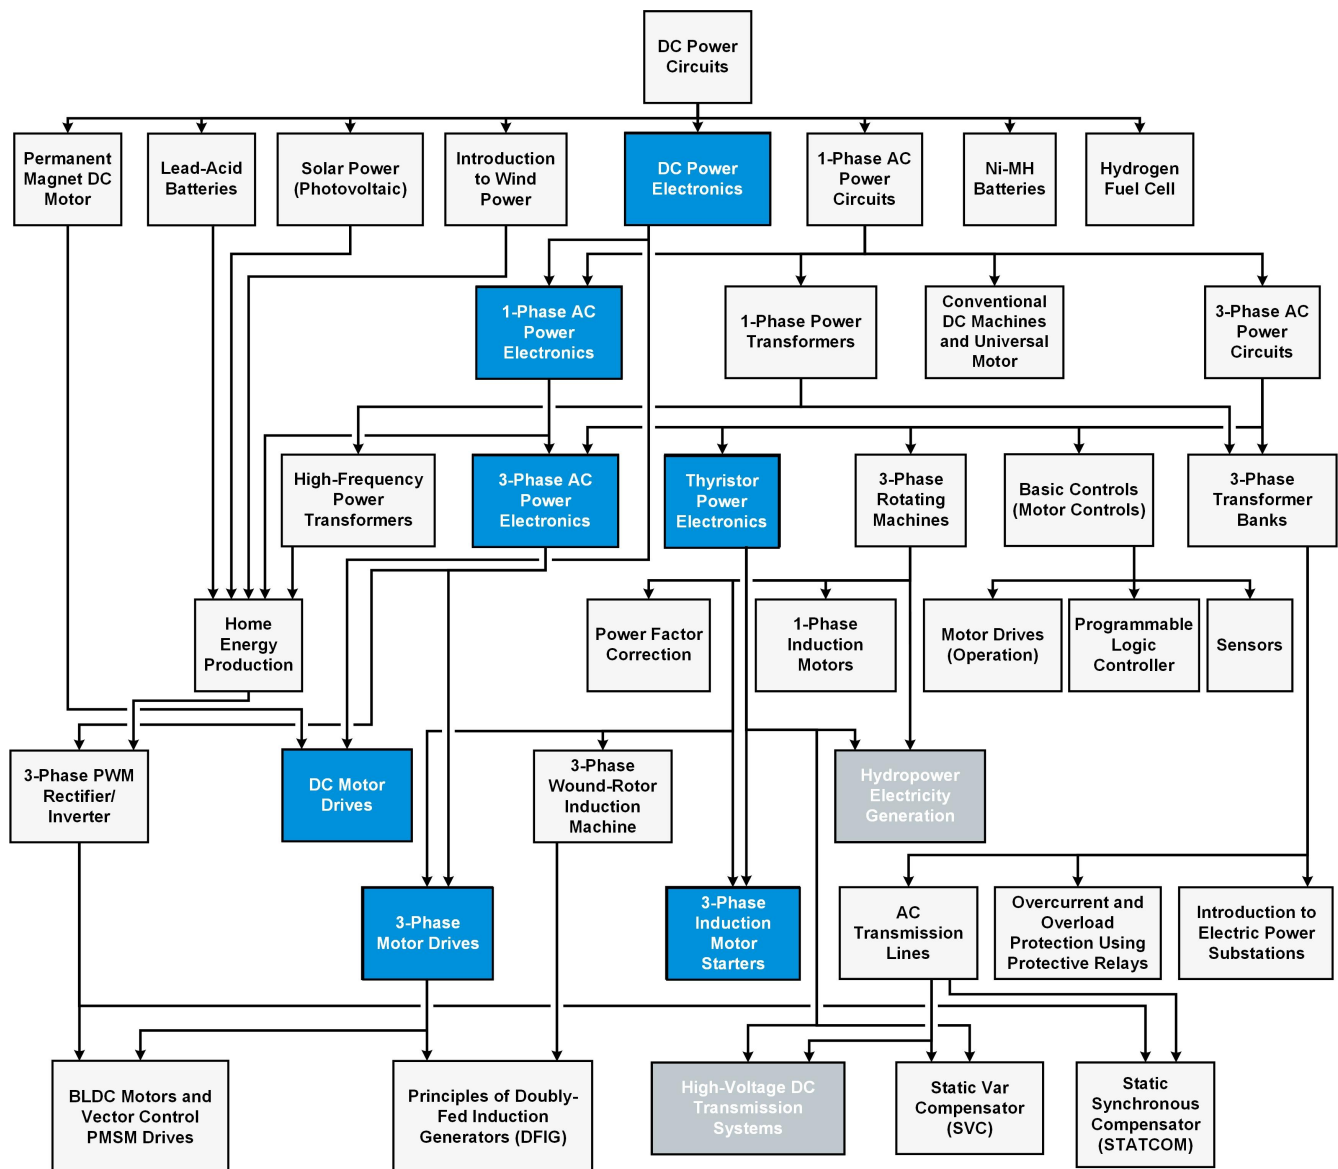 DC Power
Circuits
Permanent
Magnet DC
Motor
Lead-Acid
Batteries
Solar Power
(Photovoltaic)
Introduction
to Wind
Power
DC Power
Electronics
1-Phase AC
Power
Circuits
Ni-MH
Batteries
Hydrogen
Fuel Cell
1-Phase AC
Power
Electronics
1-Phase Power
Transformers
Conventional
DC Machines
and Universal
Motor
3-Phase AC
Power
Circuits
High-Frequency
Power
Transformers
3-Phase AC
Power
Electronics
Thyristor
Power
Electronics
3-Phase
Rotating
Machines
Basic Controls
(Motor Controls)
3-Phase
Transformer
Banks
Home
Energy
Production
Power Factor
Correction
1-Phase
Induction
Motors
Motor Drives
(Operation)
Programmable
Logic
Controller
Sensors
3-Phase PWM
Rectifier/
Inverter
DC Motor
Drives
3-Phase
Wound-Rotor
Induction
Machine
Hydropower
Electricity
Generation
3-Phase
Motor Drives
3-Phase
Induction
Motor
Starters
AC
Transmission
Lines
Overcurrent and
Overload
Protection Using
Protective Relays
Introduction to
Electric Power
Substations
BLDC Motors and
Vector Control
PMSM Drives
Principles of Doubly-
Fed Induction
Generators (DFIG)
High-Voltage DC
Transmission
Systems
Static Var
Compensator
(SVC)
Static
Synchronous
Compensator
(STATCOM)